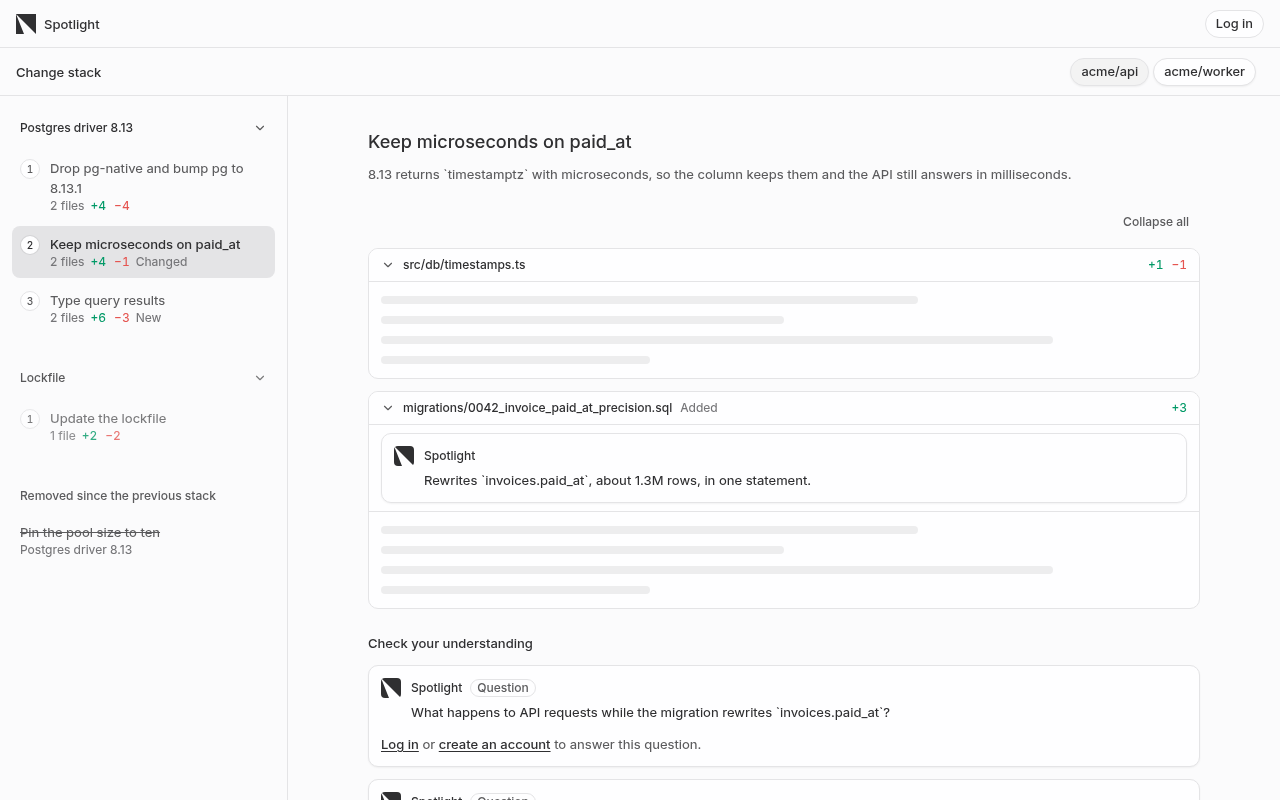 Spotlight
Log in
Change stack
acme/api
acme/worker
Postgres driver 8.13
1
Drop pg-native and bump pg to
8.13.1
2 files +4 −4
2
Keep microseconds on paid_at
2 files +4 −1 Changed
3
Type query results
2 files +6 −3 New
Lockfile
1
Update the lockfile
1 file +2 −2
Removed since the previous stack
Pin the pool size to ten
Postgres driver 8.13
Keep microseconds on paid_at
8.13 returns `timestamptz` with microseconds, so the column keeps them and the API still answers in milliseconds.
Collapse all
src/db/timestamps.ts
+1 −1
migrations/0042_invoice_paid_at_precision.sql Added
+3
Spotlight
Rewrites `invoices.paid_at`, about 1.3M rows, in one statement.
Check your understanding
Spotlight Question
What happens to API requests while the migration rewrites `invoices.paid_at`?
Log in or create an account to answer this question.
Spotlight Question